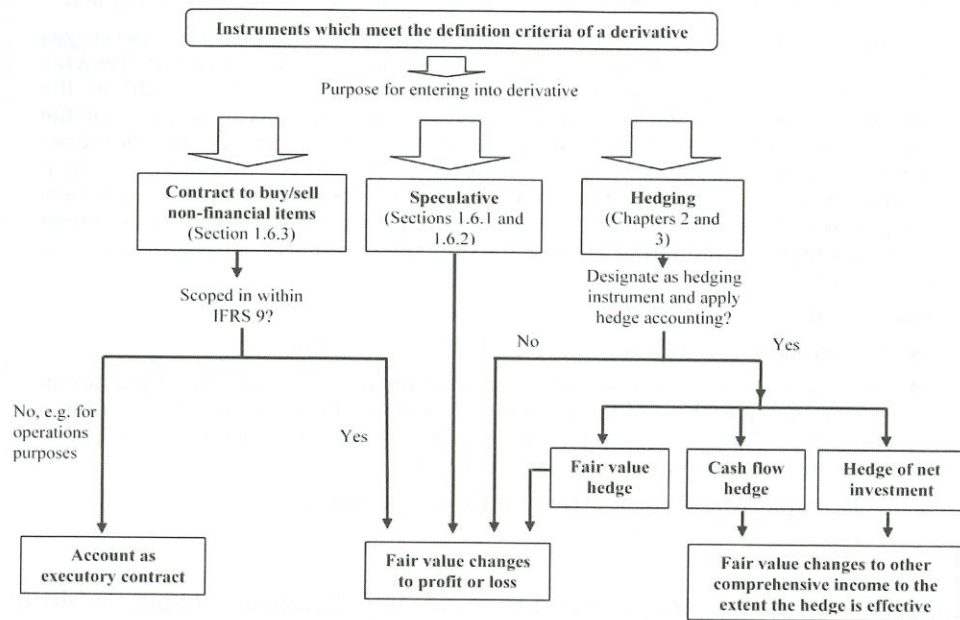 Instruments which meet the definition criteria of a derivative
Purpose for entering into derivative
Contract to buy/sell
non-financial items
(Section 1.6.3)
Speculative
(Sections 1.6.1 and
1.6.2)
Hedging
(Chapters 2 and
3)
Scoped in within
IFRS 9?
Designate as hedging
instrument and apply
hedge accounting?
No
Yes
No, e.g. for
operations
purposes
Yes
Fair value
hedge
Cash flow
hedge
Hedge of net
investment
Account as
executory contract
Fair value changes
to profit or loss
Fair value changes to other
comprehensive income to the
extent the hedge is effective